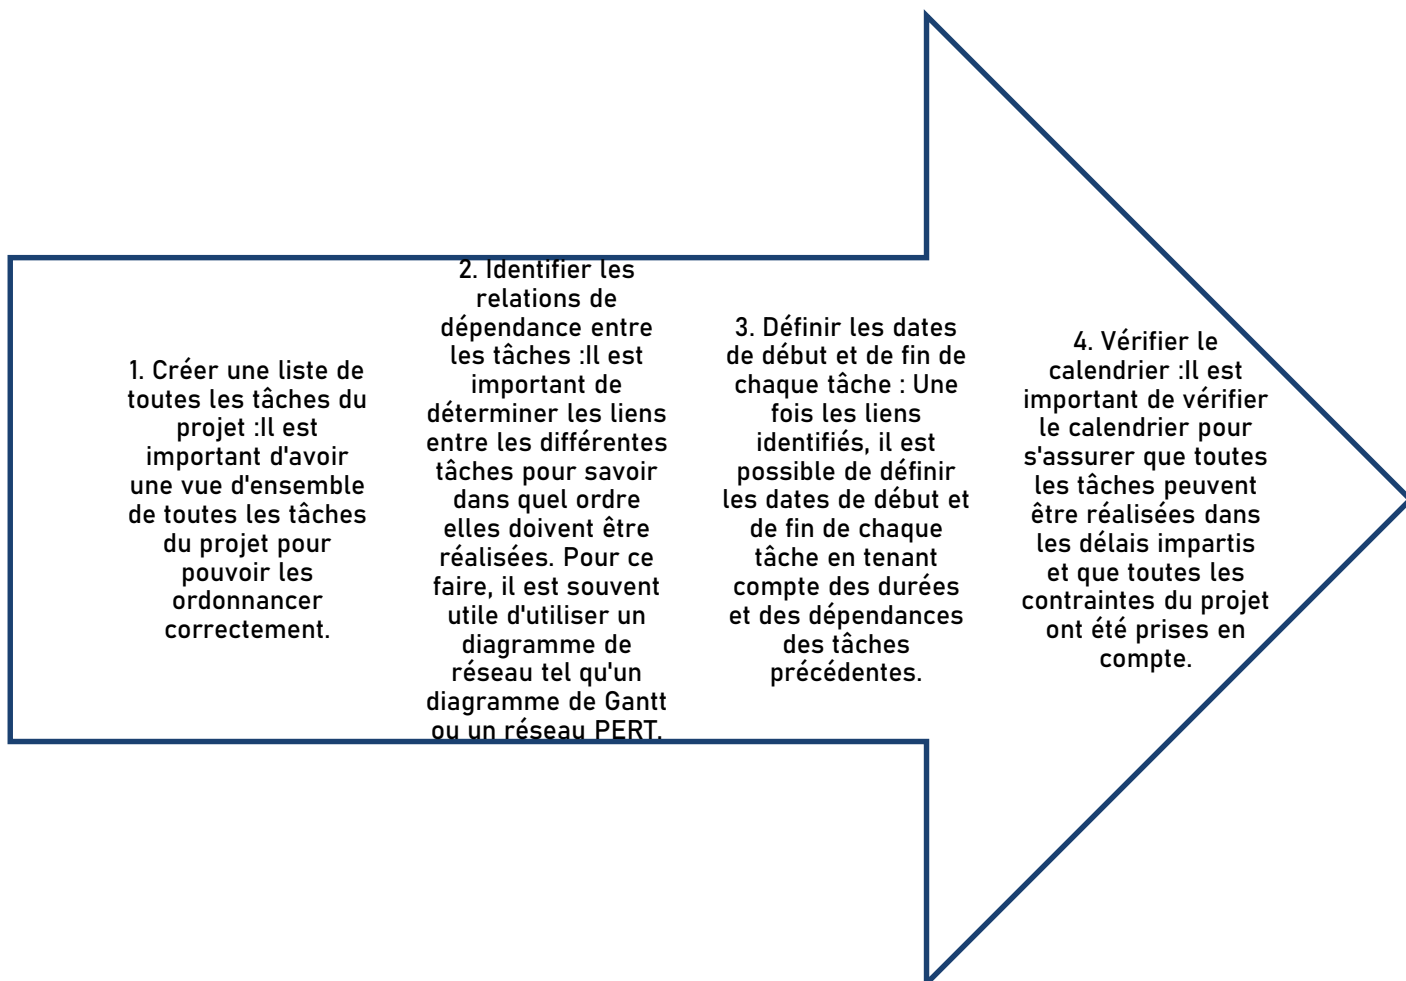 1. Créer une liste de
toutes les tâches du
projet :Il est
important d'avoir
une vue d'ensemble
de toutes les tâches
du projet pour
pouvoir les
ordonnancer
correctement.
2. Identifier les
relations de
dépendance entre
les tâches :Il est
important de
déterminer les liens
entre les différentes
tâches pour savoir
dans quel ordre
elles doivent être
réalisées. Pour ce
faire, il est souvent
utile d'utiliser un
diagramme de
réseau tel qu'un
diagramme de Gantt
ou un réseau PERT.
3. Définir les dates
de début et de fin de
chaque tâche : Une
fois les liens
identifiés, il est
possible de définir
les dates de début et
de fin de chaque
tâche en tenant
compte des durées
et des dépendances
des tâches
précédentes.
4. Vérifier le
calendrier :Il est
important de vérifier
le calendrier pour
s'assurer que toutes
les tâches peuvent
être réalisées dans
les délais impartis
et que toutes les
contraintes du projet
ont été prises en
compte.